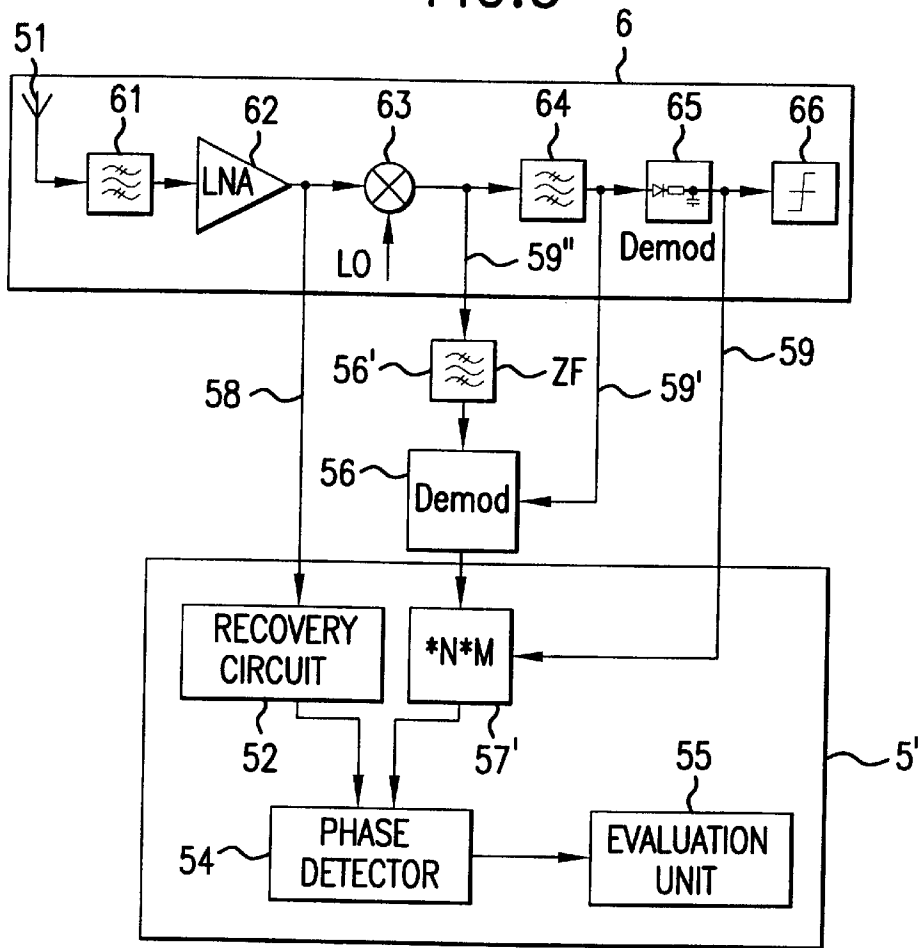 51
6
61
62
63
64
65
66
LNA
LO
59"
Demod
58
56'
ZF
59'
59
56
Demod
RECOVERY
CIRCUIT
*N*M
52
57'
5'
55
54
PHASE
DETECTOR
EVALUATION
UNIT